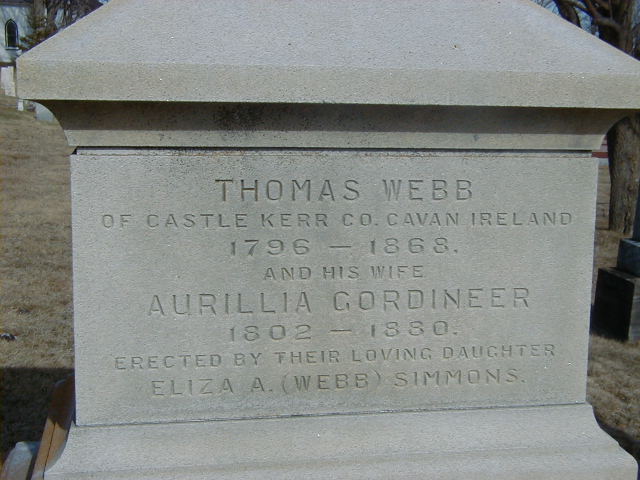 THOMAS WEBB
OF CASTLE KERR CO. CAVAN IRELAND
1796 — 1868.
AND HIS WIFE
AURILLIA GORDINEER
1802 — 1880.
ERECTED BY THEIR LOVING DAUGHTER
ELIZA A. (WEBB) SIMMONS.